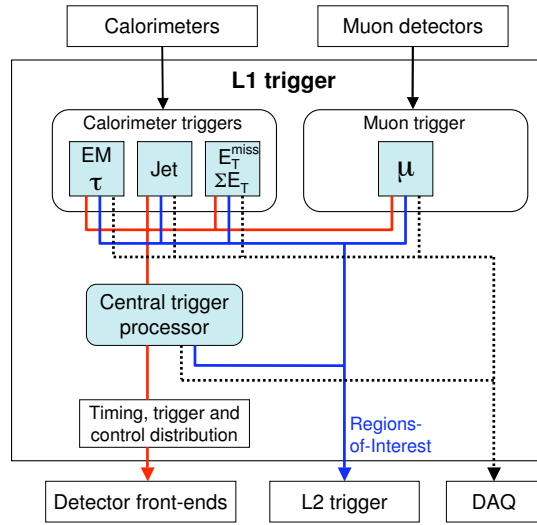 Calorimeters
Muon detectors
L1 trigger
Calorimeter triggers
Muon trigger
EM
τ
Jet
E_T^miss
ΣE_T
μ
Central trigger
processor
Timing, trigger and
control distribution
Regions-
of-Interest
Detector front-ends
L2 trigger
DAQ